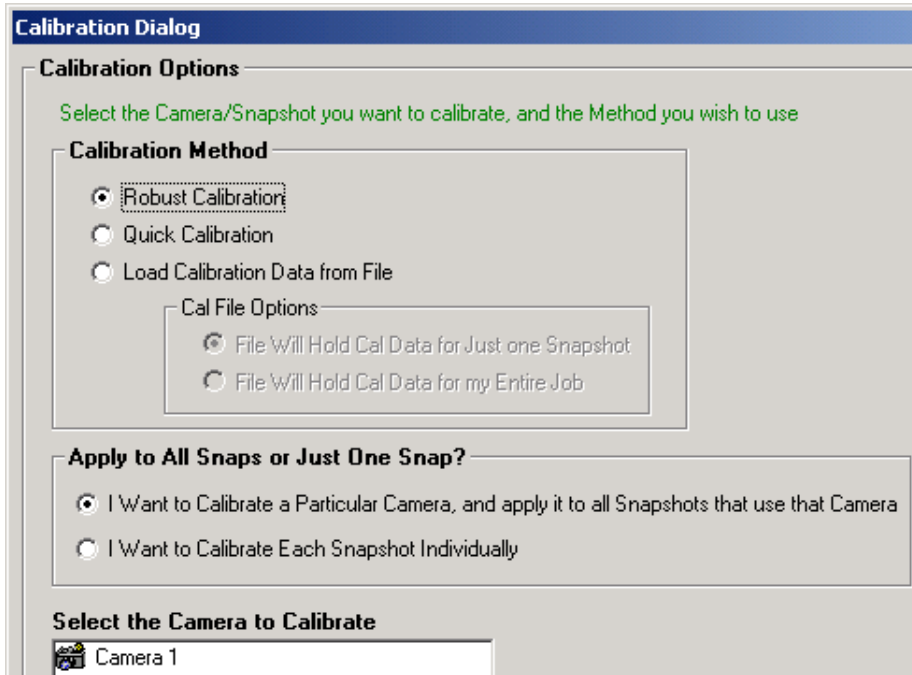 Calibration Dialog
Calibration Options
Select the Camera/Snapshot you want to calibrate, and the Method you wish to use
Calibration Method
Robust Calibration
Quick Calibration
Load Calibration Data from File
Cal File Options
File Will Hold Cal Data for Just one Snapshot
File Will Hold Cal Data for my Entire Job
Apply to All Snaps or Just One Snap?
I Want to Calibrate a Particular Camera, and apply it to all Snapshots that use that Camera
I Want to Calibrate Each Snapshot Individually
Select the Camera to Calibrate
Camera 1